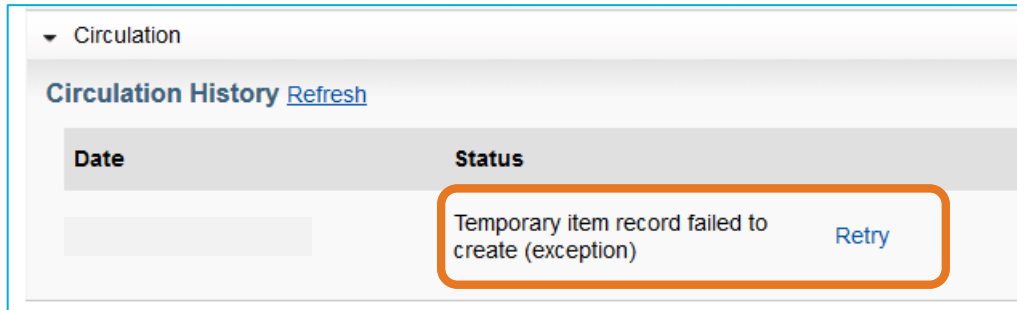 Circulation
Circulation History Refresh
Date Status
Temporary item record failed to
create (exception) Retry